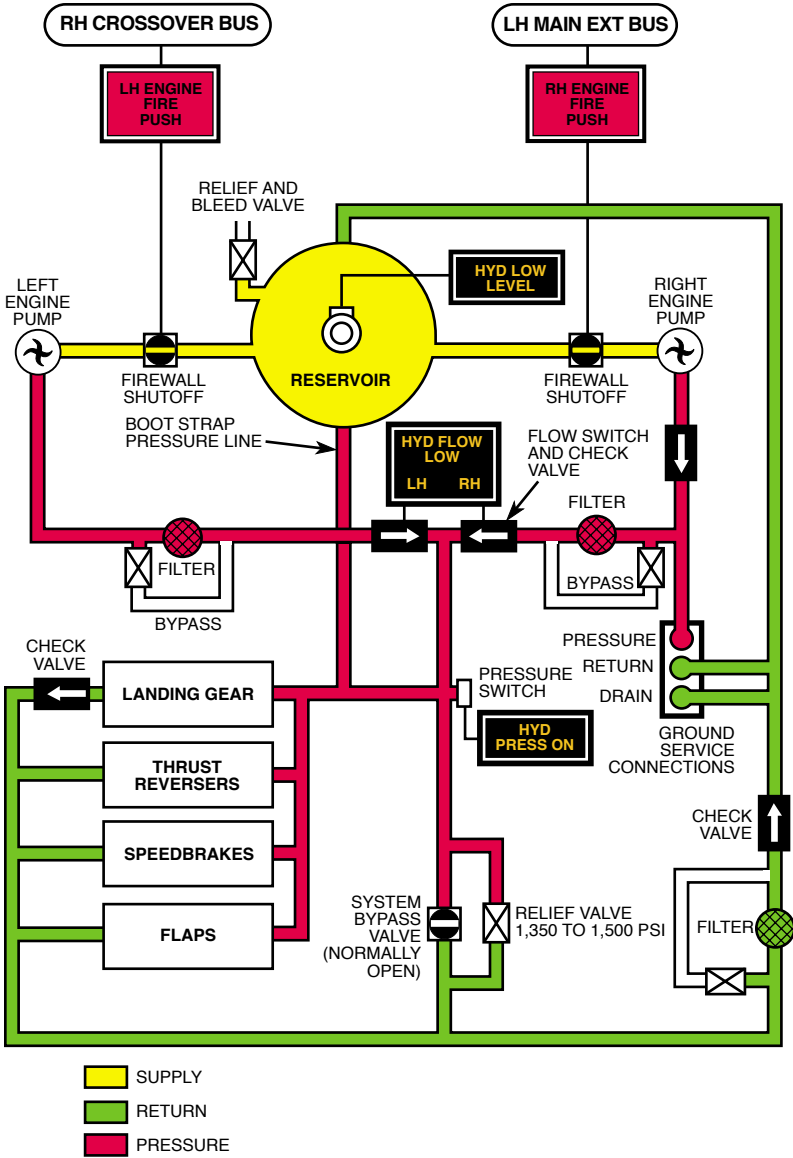 RH CROSSOVER BUS
LH MAIN EXT BUS
LH ENGINE
FIRE
PUSH
RH ENGINE
FIRE
PUSH
RELIEF AND
BLEED VALVE
HYD LOW
LEVEL
LEFT
ENGINE
PUMP
RIGHT
ENGINE
PUMP
FIREWALL
SHUTOFF
RESERVOIR
FIREWALL
SHUTOFF
BOOT STRAP
PRESSURE LINE
HYD FLOW
LOW
LH RH
FLOW SWITCH
AND CHECK
VALVE
FILTER
FILTER
BYPASS
BYPASS
CHECK
VALVE
PRESSURE
RETURN
DRAIN
GROUND
SERVICE
CONNECTIONS
LANDING GEAR
PRESSURE
SWITCH
HYD
PRESS ON
THRUST
REVERSERS
SPEEDBRAKES
FLAPS
CHECK
VALVE
SYSTEM
BYPASS
VALVE
(NORMALLY
OPEN)
RELIEF VALVE
1,350 TO 1,500 PSI
FILTER
SUPPLY
RETURN
PRESSURE